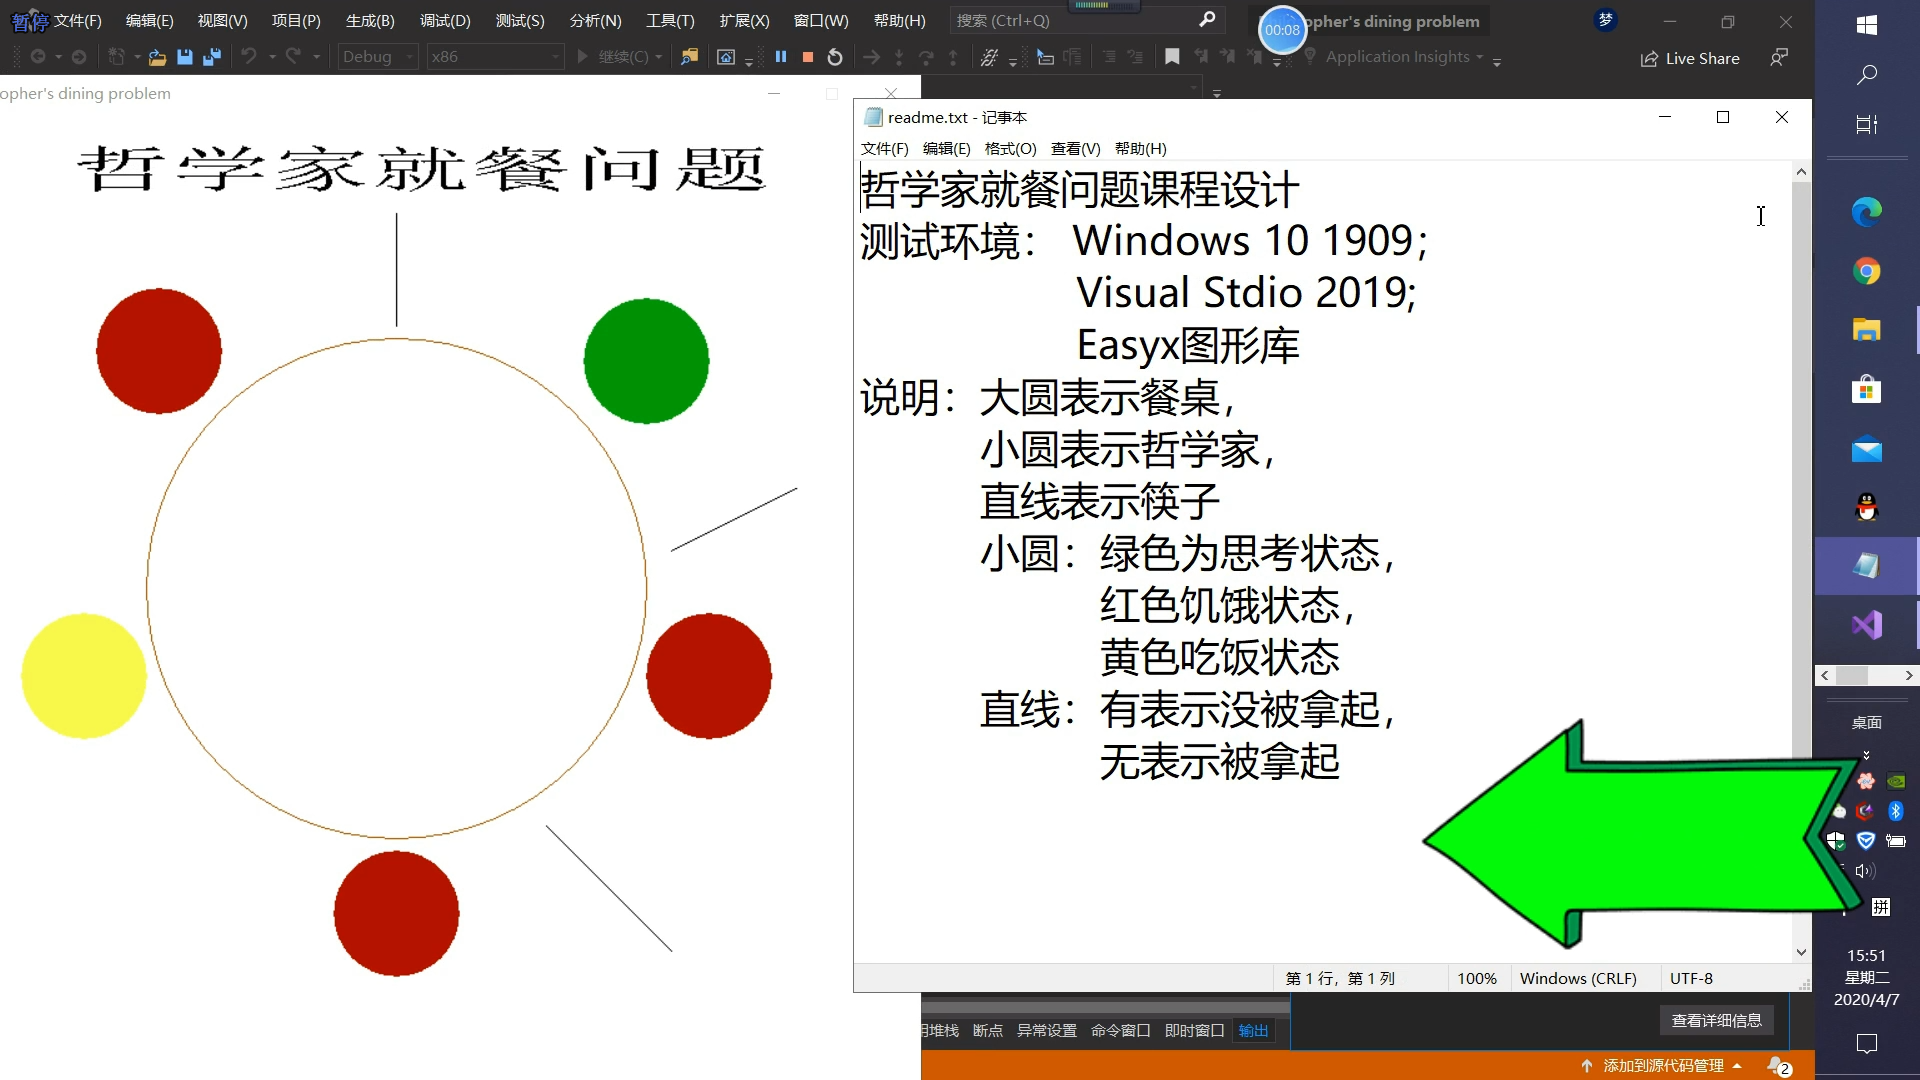 暂停
文件(F) 编辑(E) 视图(V) 项目(P) 生成(B) 调试(D) 测试(S) 分析(N) 工具(T) 扩展(X) 窗口(W) 帮助(H) 搜索 (Ctrl+Q) opher's dining problem 梦
00:08
Debug x86 继续(C) Application Insights Live Share
opher's dining problem
哲学家就餐问题
readme.txt - 记事本
文件(F) 编辑(E) 格式(O) 查看(V) 帮助(H)
哲学家就餐问题课程设计
测试环境： Windows 10 1909；
Visual Stdio 2019;
Easyx图形库
说明：大圆表示餐桌，
小圆表示哲学家，
直线表示筷子
小圆：绿色为思考状态，
红色饥饿状态，
黄色吃饭状态
直线：有表示没被拿起，
无表示被拿起
第 1 行，第 1 列 100% Windows (CRLF) UTF-8
用堆栈 断点 异常设置 命令窗口 即时窗口 输出
查看详细信息
添加到源代码管理 2
桌面
拼
15:51
星期二
2020/4/7